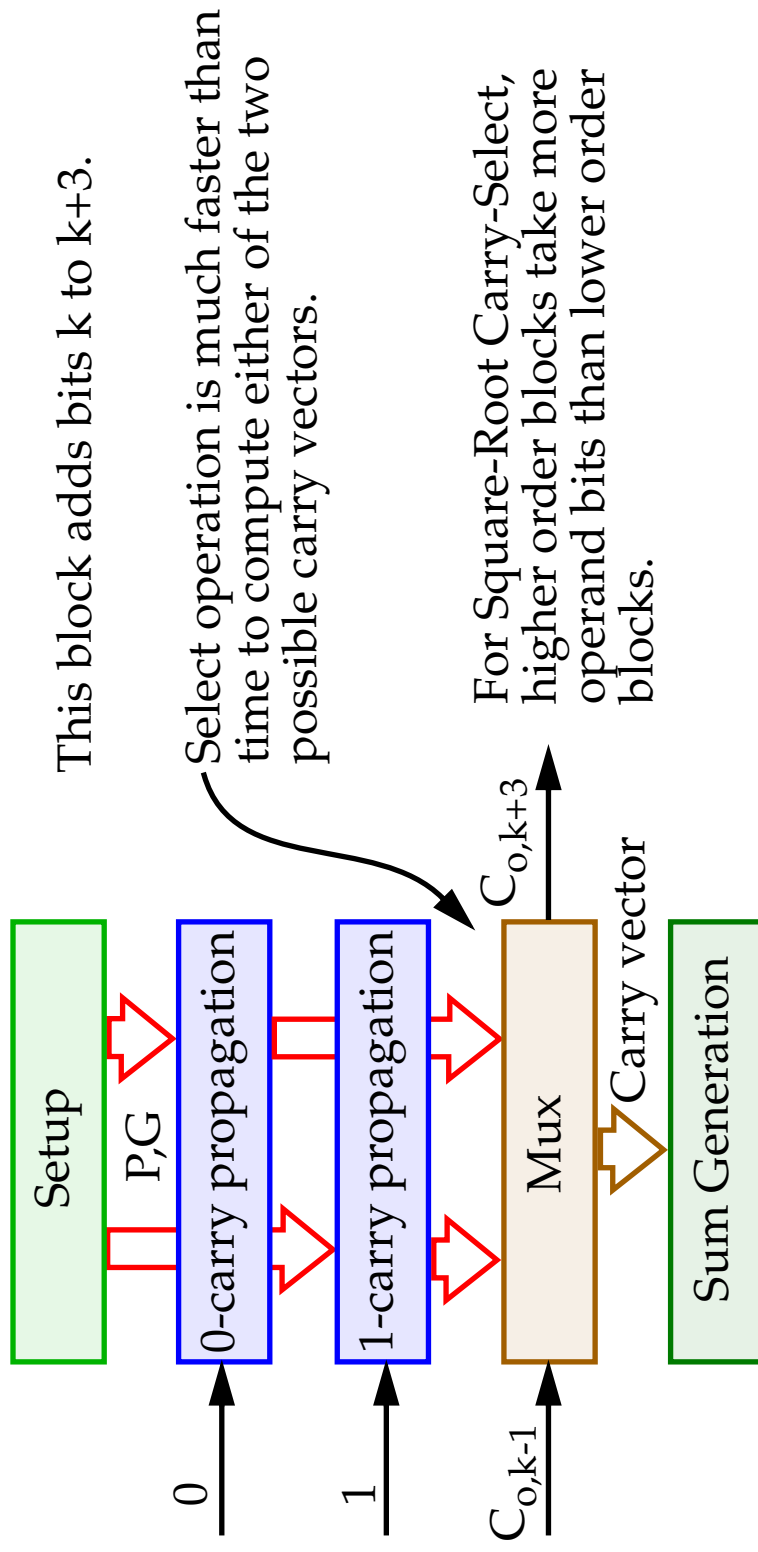 Setup
P,G
0
0-carry propagation
1
1-carry propagation
C₀,k-1
Mux
C₀,k+3
Carry vector
Sum Generation
This block adds bits k to k+3.
Select operation is much faster than
time to compute either of the two
possible carry vectors.
For Square-Root Carry-Select,
higher order blocks take more
operand bits than lower order
blocks.